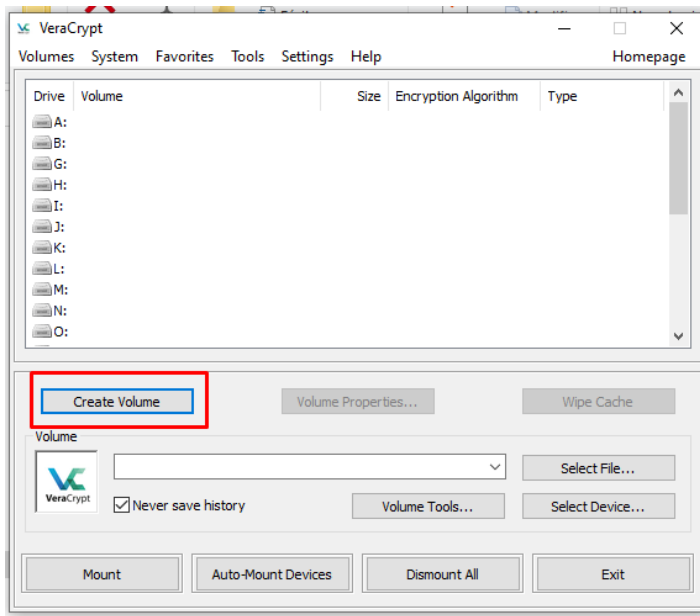 VeraCrypt
Volumes System Favorites Tools Settings Help Homepage
Drive Volume Size Encryption Algorithm Type
A:
B:
G:
H:
I:
J:
K:
L:
M:
N:
O:
Create Volume Volume Properties... Wipe Cache
Volume
Select File...
VeraCrypt
Never save history Volume Tools... Select Device...
Mount Auto-Mount Devices Dismount All Exit